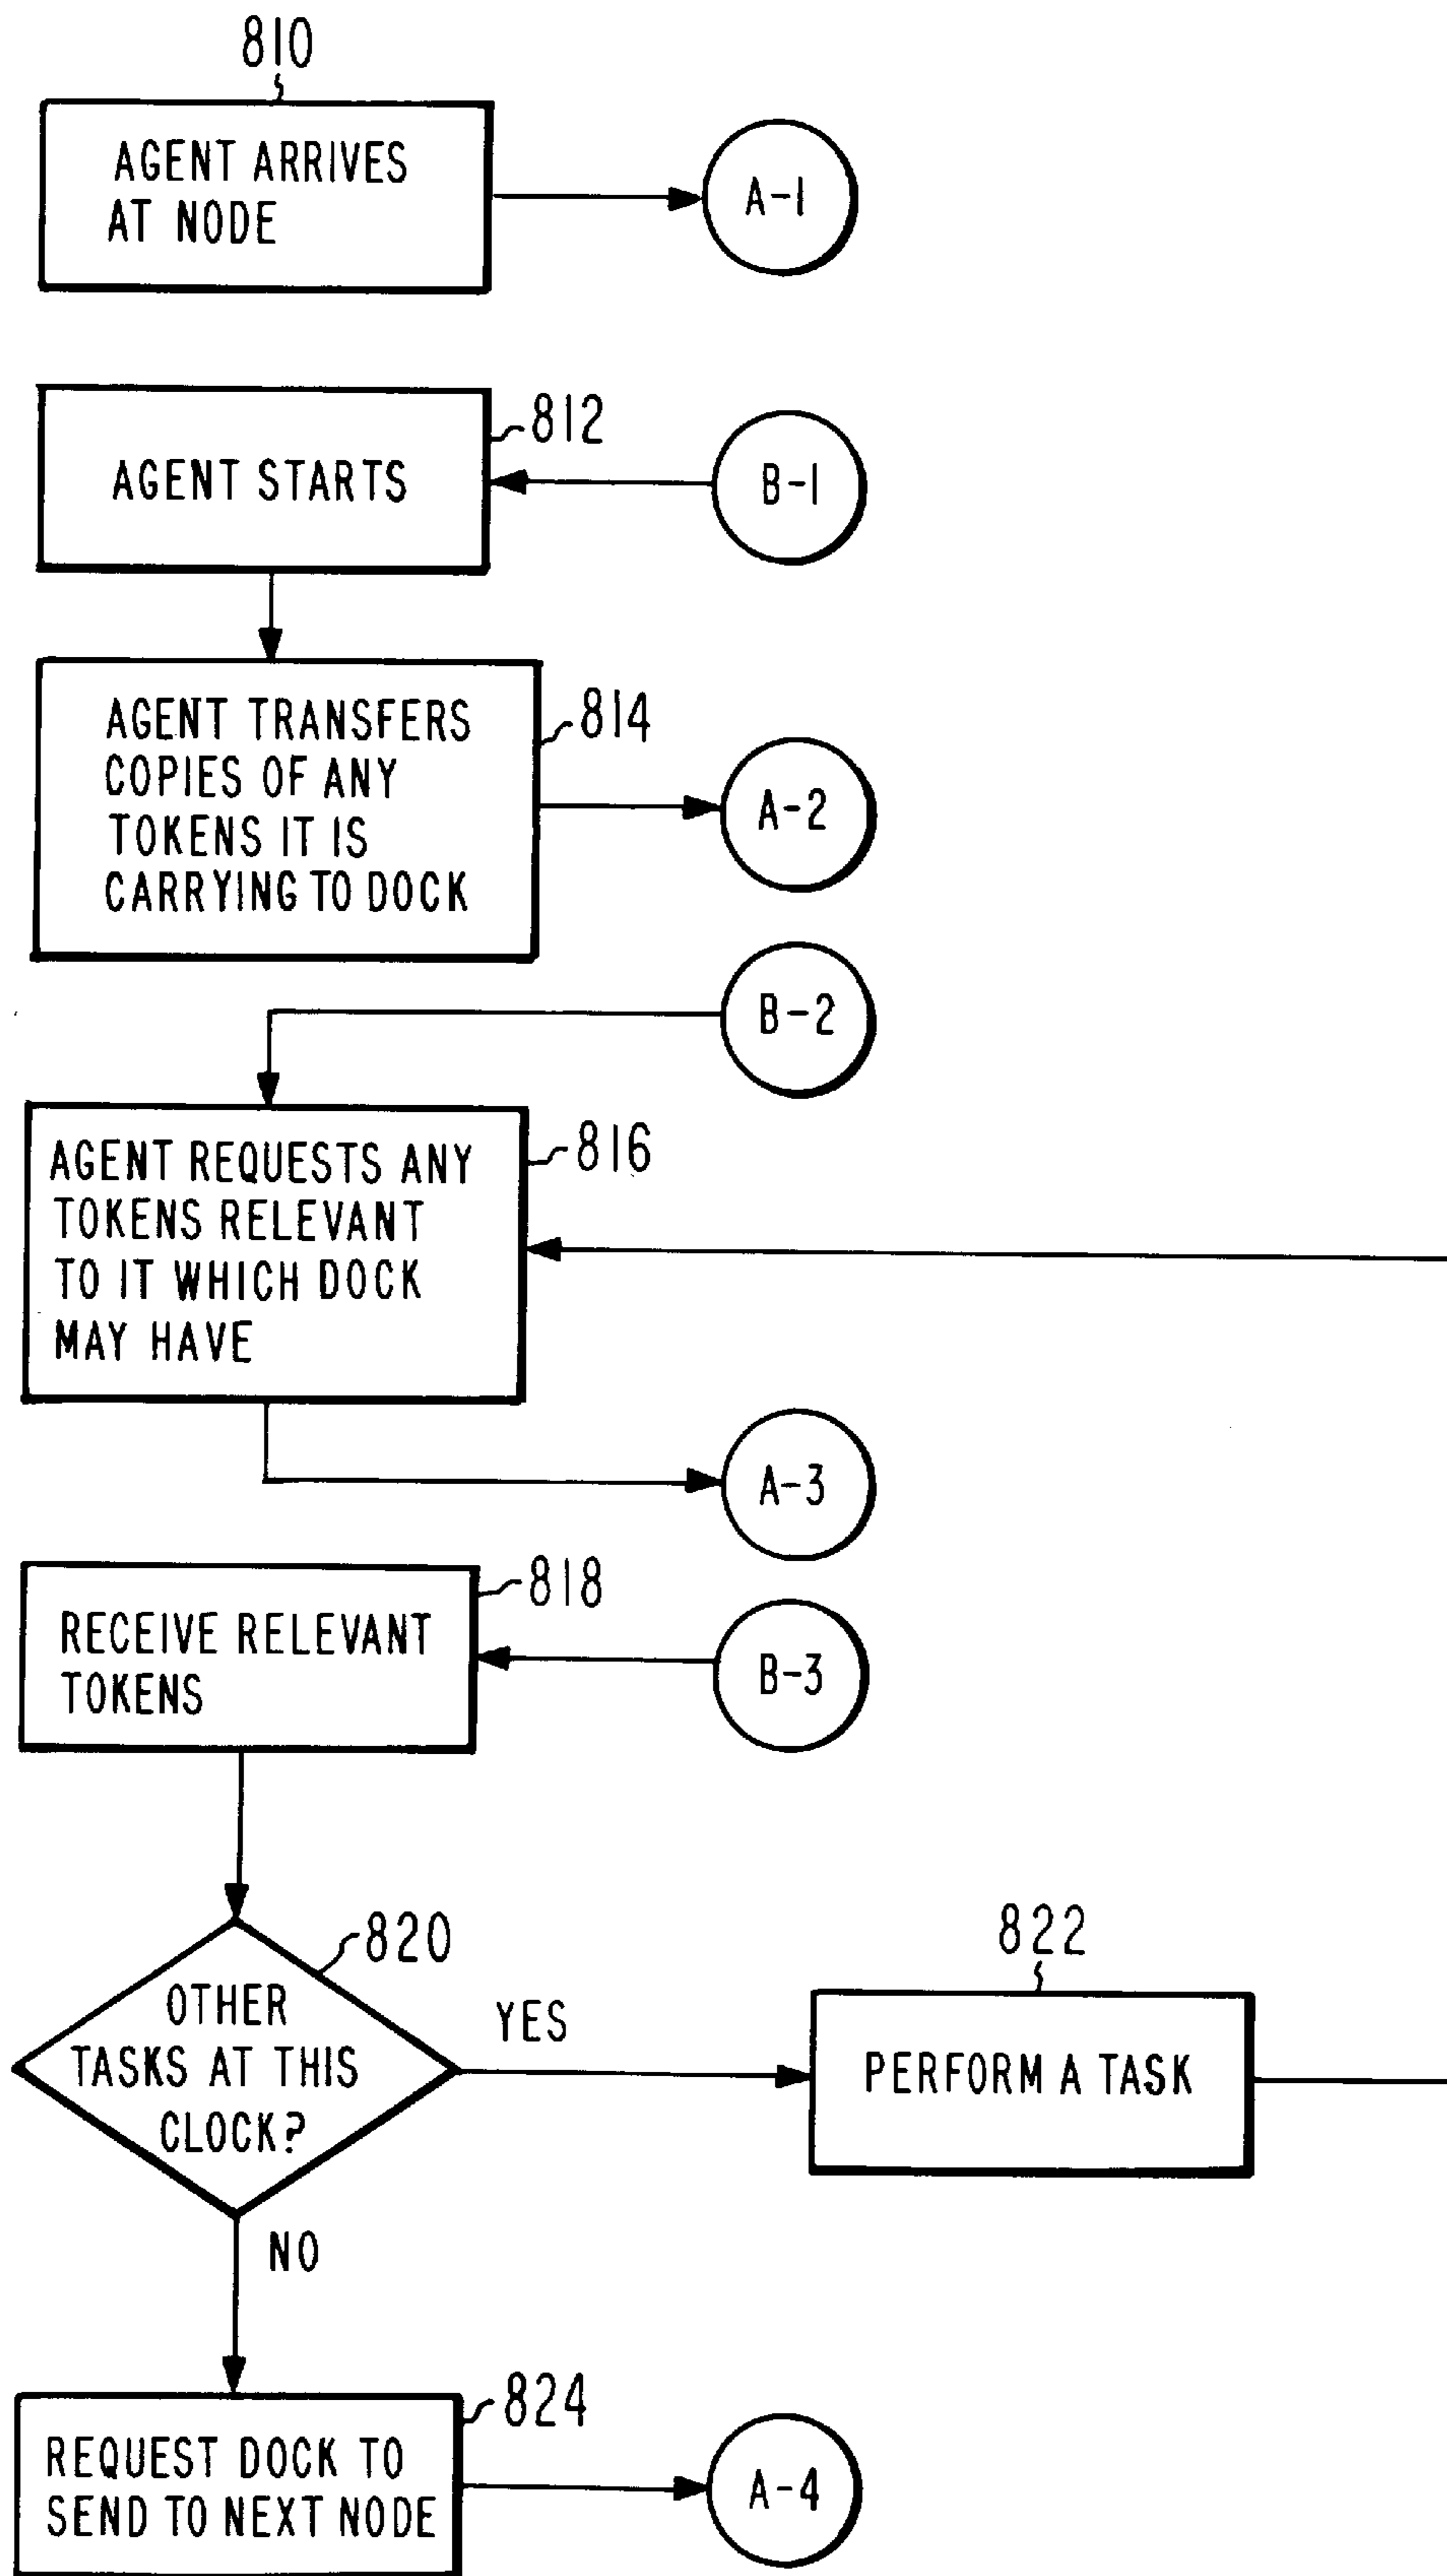 810
AGENT ARRIVES
AT NODE
A-1
812
AGENT STARTS
B-1
814
AGENT TRANSFERS
COPIES OF ANY
TOKENS IT IS
CARRYING TO DOCK
A-2
B-2
816
AGENT REQUESTS ANY
TOKENS RELEVANT
TO IT WHICH DOCK
MAY HAVE
A-3
818
RECEIVE RELEVANT
TOKENS
B-3
820
OTHER
TASKS AT THIS
CLOCK?
YES
822
PERFORM A TASK
NO
824
REQUEST DOCK TO
SEND TO NEXT NODE
A-4